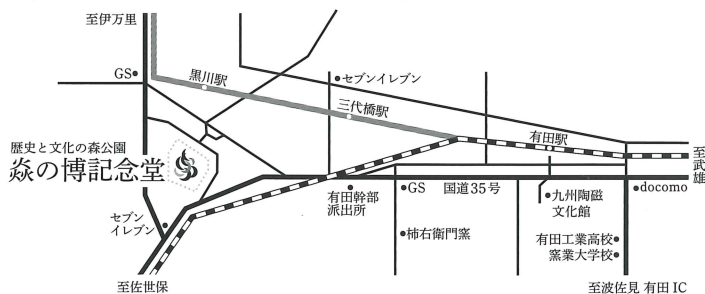 至伊万里
GS
黒川駅
セブンイレブン
三代橋駅
有田駅
至武雄
歴史と文化の森公園
焱の博記念堂
有田幹部
派出所
GS
国道35号
九州陶磁
文化館
docomo
セブン
イレブン
柿右衛門窯
有田工業高校
窯業大学校
至佐世保
至波佐見 有田 IC